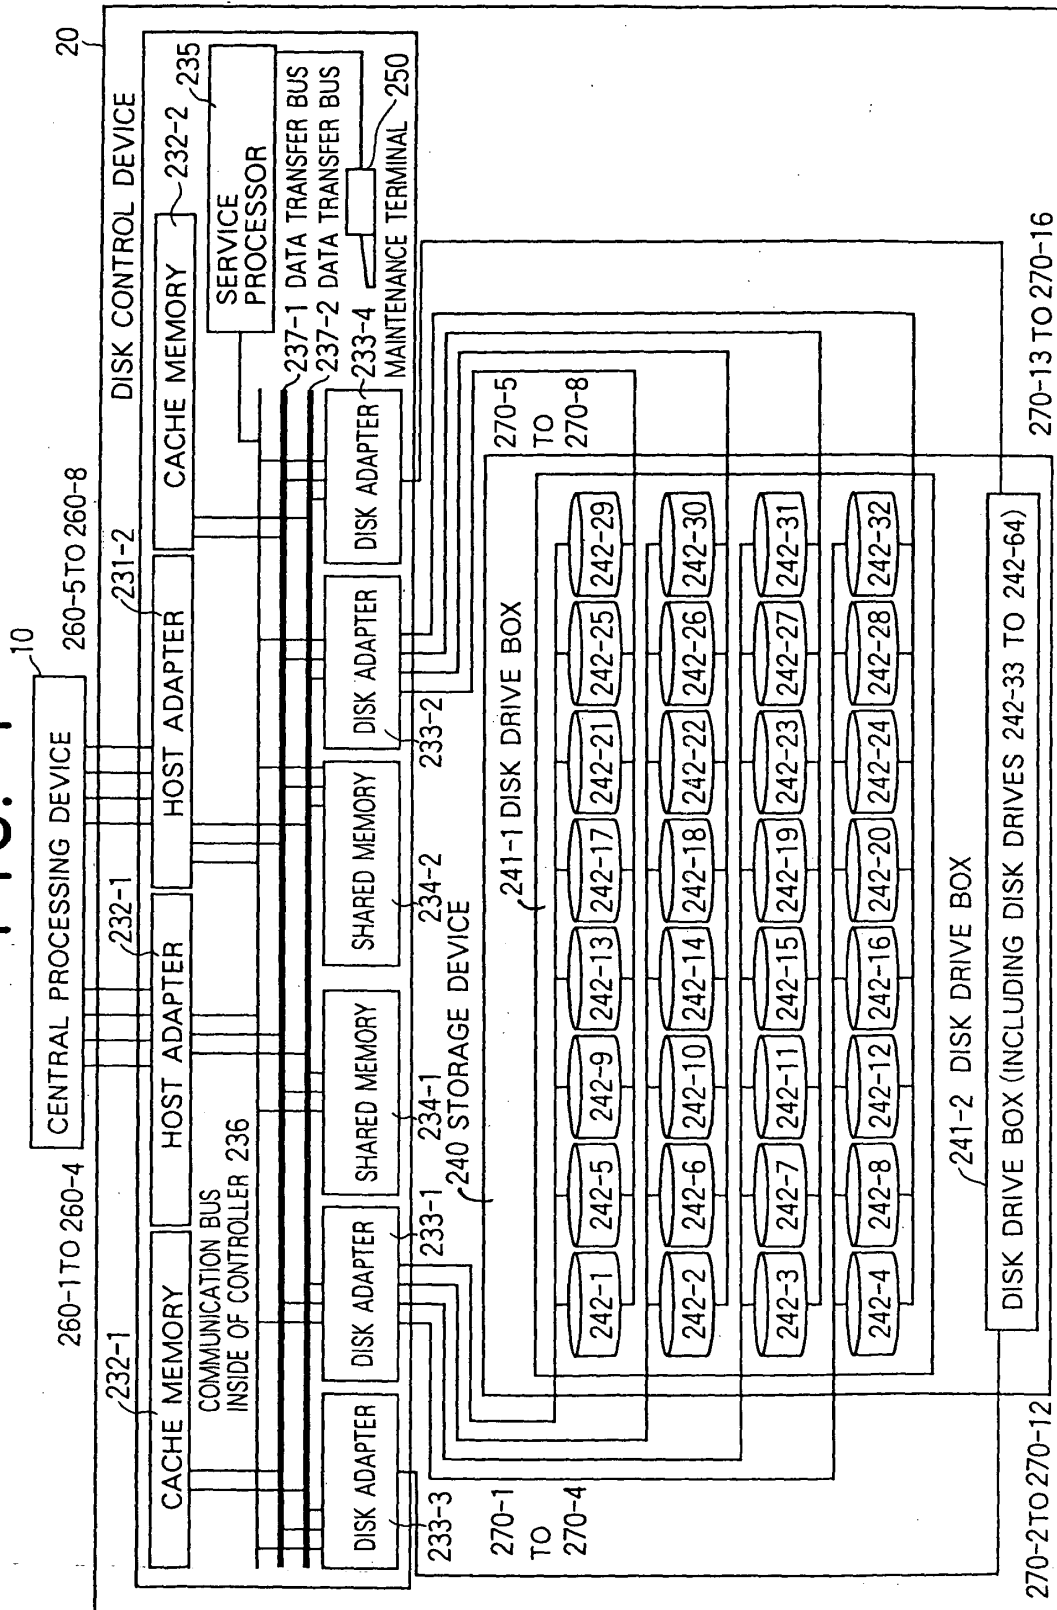 10
CENTRAL PROCESSING DEVICE
260-1 TO 260-4
260-5 TO 260-8
20
DISK CONTROL DEVICE
232-1
232-1
231-2
232-2
235
CACHE MEMORY
HOST ADAPTER
HOST ADAPTER
CACHE MEMORY
SERVICE
PROCESSOR
COMMUNICATION BUS
INSIDE OF CONTROLLER 236
237-1 DATA TRANSFER BUS
237-2 DATA TRANSFER BUS
250
MAINTENANCE TERMINAL
DISK ADAPTER
DISK ADAPTER
SHARED MEMORY
SHARED MEMORY
DISK ADAPTER
DISK ADAPTER
233-3
233-1
234-1
234-2
233-2
233-4
270-1
TO
270-4
240 STORAGE DEVICE
241-1 DISK DRIVE BOX
270-5
TO
270-8
242-1 242-5 242-9 242-13 242-17 242-21 242-25 242-29
242-2 242-6 242-10 242-14 242-18 242-22 242-26 242-30
242-3 242-7 242-11 242-15 242-19 242-23 242-27 242-31
242-4 242-8 242-12 242-16 242-20 242-24 242-28 242-32
241-2 DISK DRIVE BOX
DISK DRIVE BOX (INCLUDING DISK DRIVES 242-33 TO 242-64)
270-2 TO 270-12
270-13 TO 270-16